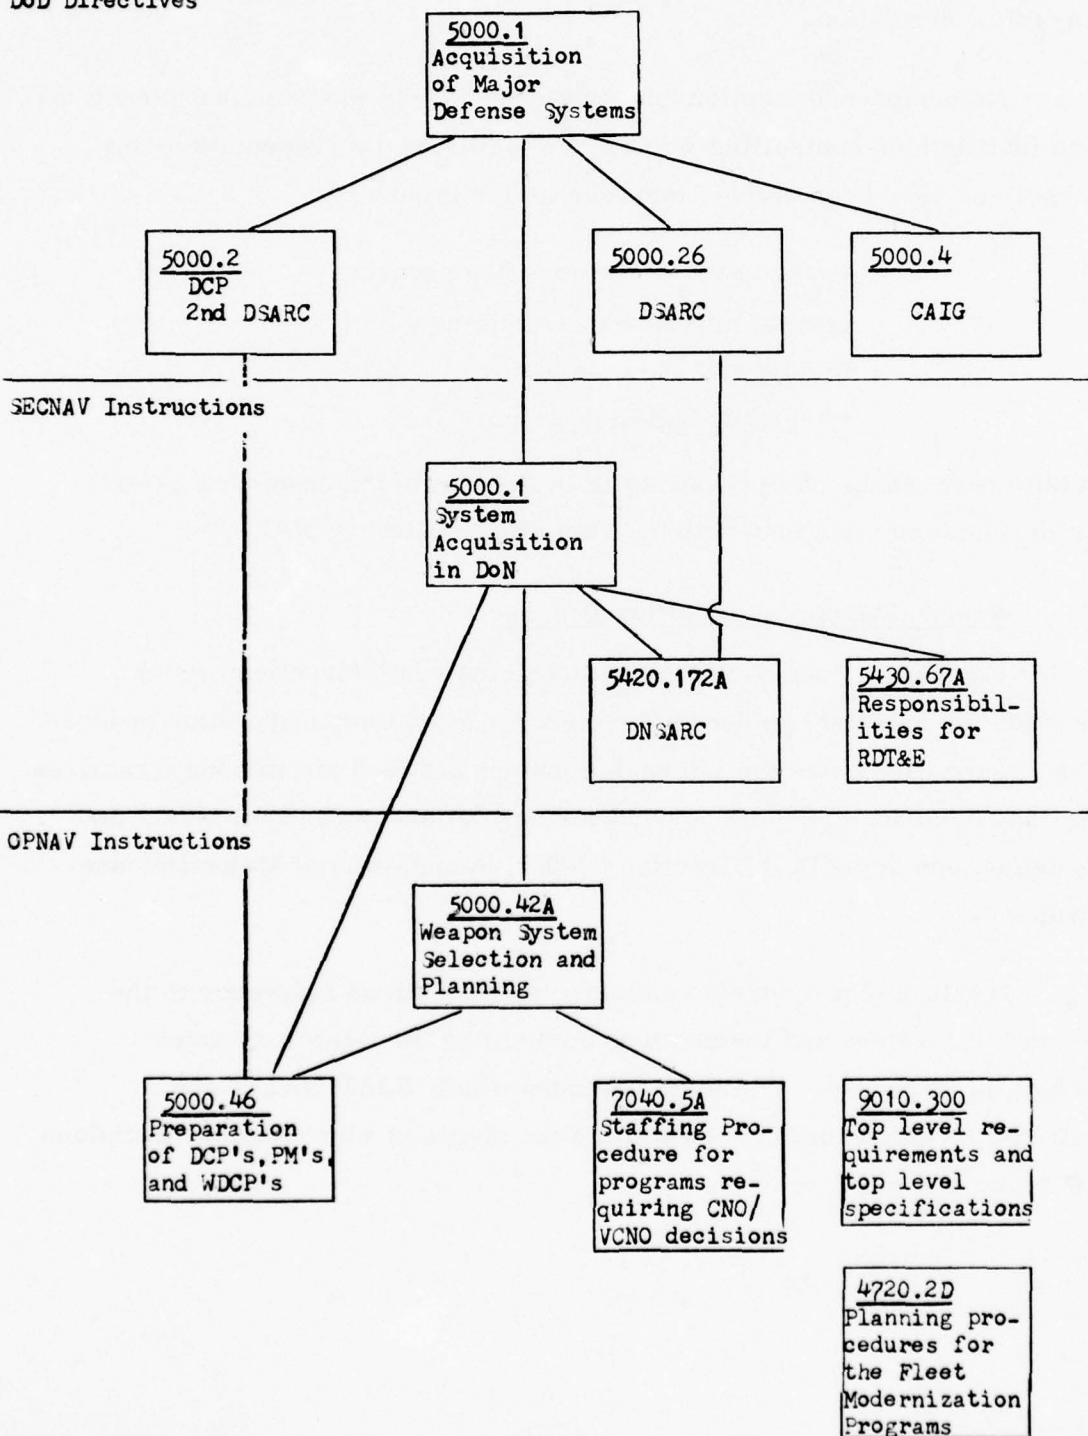 DoD Directives
5000.1
Acquisition
of Major
Defense Systems
5000.2
DCP
2nd DSARC
5000.26
DSARC
5000.4
CAIG
SECNAV Instructions
5000.1
System
Acquisition
in DoN
5420.172A
DNSARC
5430.67A
Responsibil-
ities for
RDT&E
OPNAV Instructions
5000.42A
Weapon System
Selection and
Planning
5000.46
Preparation
of DCP's,PM's,
and WDCP's
7040.5A
Staffing Pro-
cedure for
programs re-
quiring CNO/
VCNO decisions
9010.300
Top level re-
quirements and
top level
specifications
4720.2D
Planning pro-
cedures for
the Fleet
Modernization
Programs